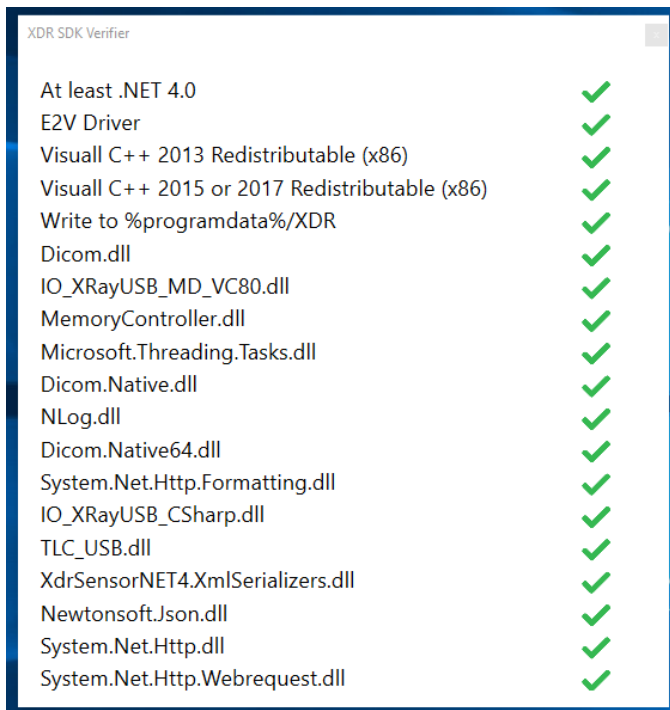 XDR SDK Verifier
At least .NET 4.0
E2V Driver
Visuall C++ 2013 Redistributable (x86)
Visuall C++ 2015 or 2017 Redistributable (x86)
Write to %programdata%/XDR
Dicom.dll
IO_XRayUSB_MD_VC80.dll
MemoryController.dll
Microsoft.Threading.Tasks.dll
Dicom.Native.dll
NLog.dll
Dicom.Native64.dll
System.Net.Http.Formatting.dll
IO_XRayUSB_CSharp.dll
TLC_USB.dll
XdrSensorNET4.XmlSerializers.dll
Newtonsoft.Json.dll
System.Net.Http.dll
System.Net.Http.Webrequest.dll